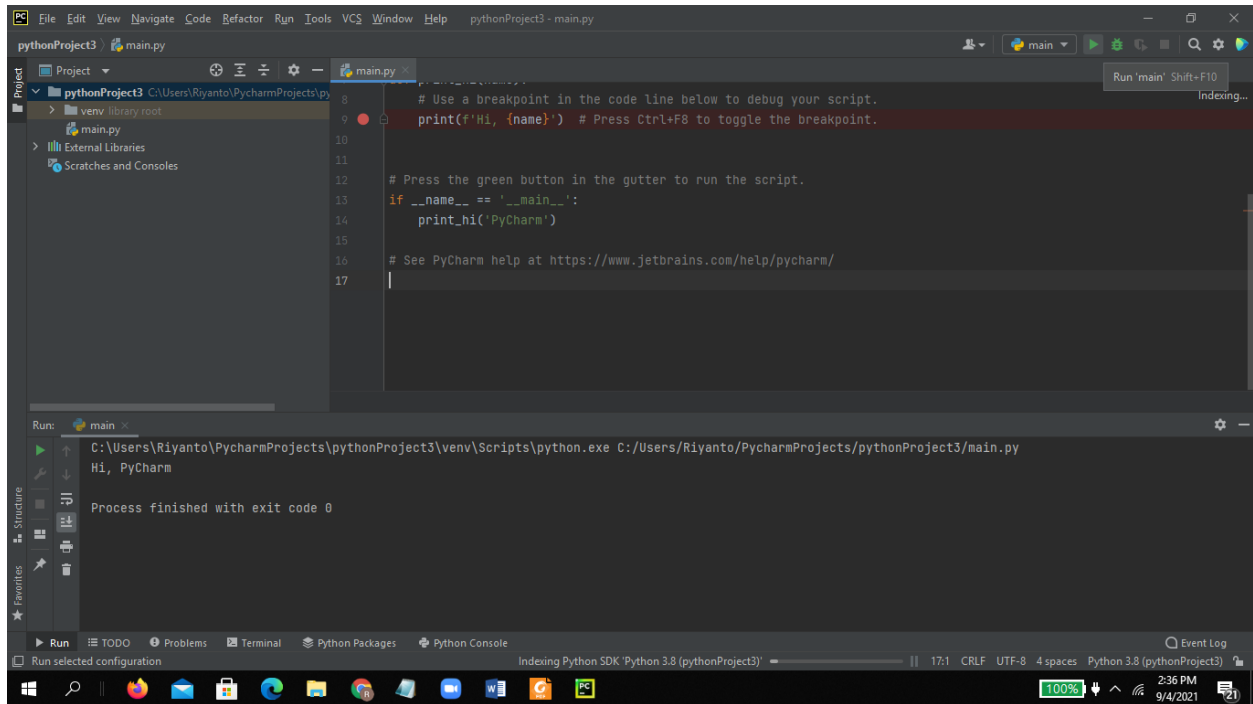 File Edit View Navigate Code Refactor Run Tools VCS Window Help pythonProject3 - main.py
pythonProject3 main.py
main
Project
main.py
Run 'main' Shift+F10
Indexing...
Project
pythonProject3 C:\Users\Riyanto\PycharmProjects\py
venv library root
main.py
External Libraries
Scratches and Consoles
8 # Use a breakpoint in the code line below to debug your script.
9 print(f'Hi, {name}') # Press Ctrl+F8 to toggle the breakpoint.
10
11
12 # Press the green button in the gutter to run the script.
13 if __name__ == '__main__':
14 print_hi('PyCharm')
15
16 # See PyCharm help at https://www.jetbrains.com/help/pycharm/
17
Run: main
C:\Users\Riyanto\PycharmProjects\pythonProject3\venv\Scripts\python.exe C:/Users/Riyanto/PycharmProjects/pythonProject3/main.py
Hi, PyCharm
Process finished with exit code 0
Structure
Favorites
Run TODO Problems Terminal Python Packages Python Console Event Log
Run selected configuration Indexing Python SDK 'Python 3.8 (pythonProject3)' 17:1 CRLF UTF-8 4 spaces Python 3.8 (pythonProject3)
100% 2:36 PM
9/4/2021
21